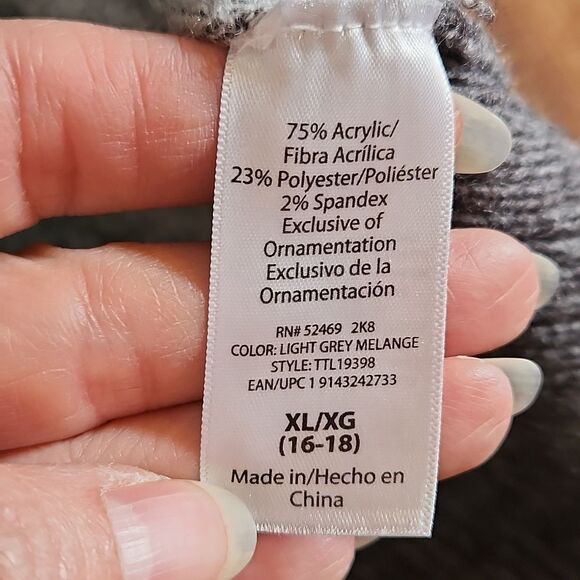 75% Acrylic/
Fibra Acrílica
23% Polyester/Poliéster
2% Spandex
Exclusive of
Ornamentation
Exclusivo de la
Ornamentación
RN# 52469 2K8
COLOR: LIGHT GREY MELANGE
STYLE: TTL19398
EAN/UPC 1 9143242733
XL/XG
(16-18)
Made in/Hecho en
China